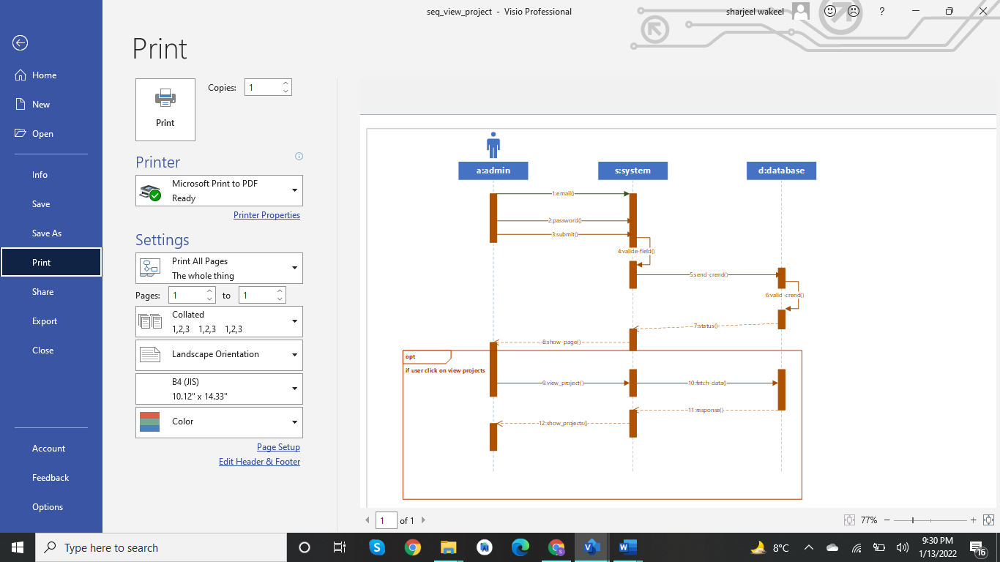 seq_view_project - Visio Professional
sharjeel wakeel
?
Print
Home
New
Open
Info
Save
Save As
Print
Share
Export
Close
Account
Feedback
Options
Print
Copies: 1
Printer
Microsoft Print to PDF
Ready
Printer Properties
Settings
Print All Pages
The whole thing
Pages: 1 to 1
Collated
1,2,3 1,2,3 1,2,3
Landscape Orientation
B4 (JIS)
10.12" x 14.33"
Color
Page Setup
Edit Header & Footer
a:admin
s:system
d:database
1:email()
2:password()
3:submit()
4:valide-field()
5:send-crend()
6:valid-crend()
7:status()
8:show-page()
opt
if user click on view projects
9.view_project()
10:fetch-data()
11:response()
12:show_projects()
1 of 1
77%
Type here to search
8°C
9:30 PM
1/13/2022
16